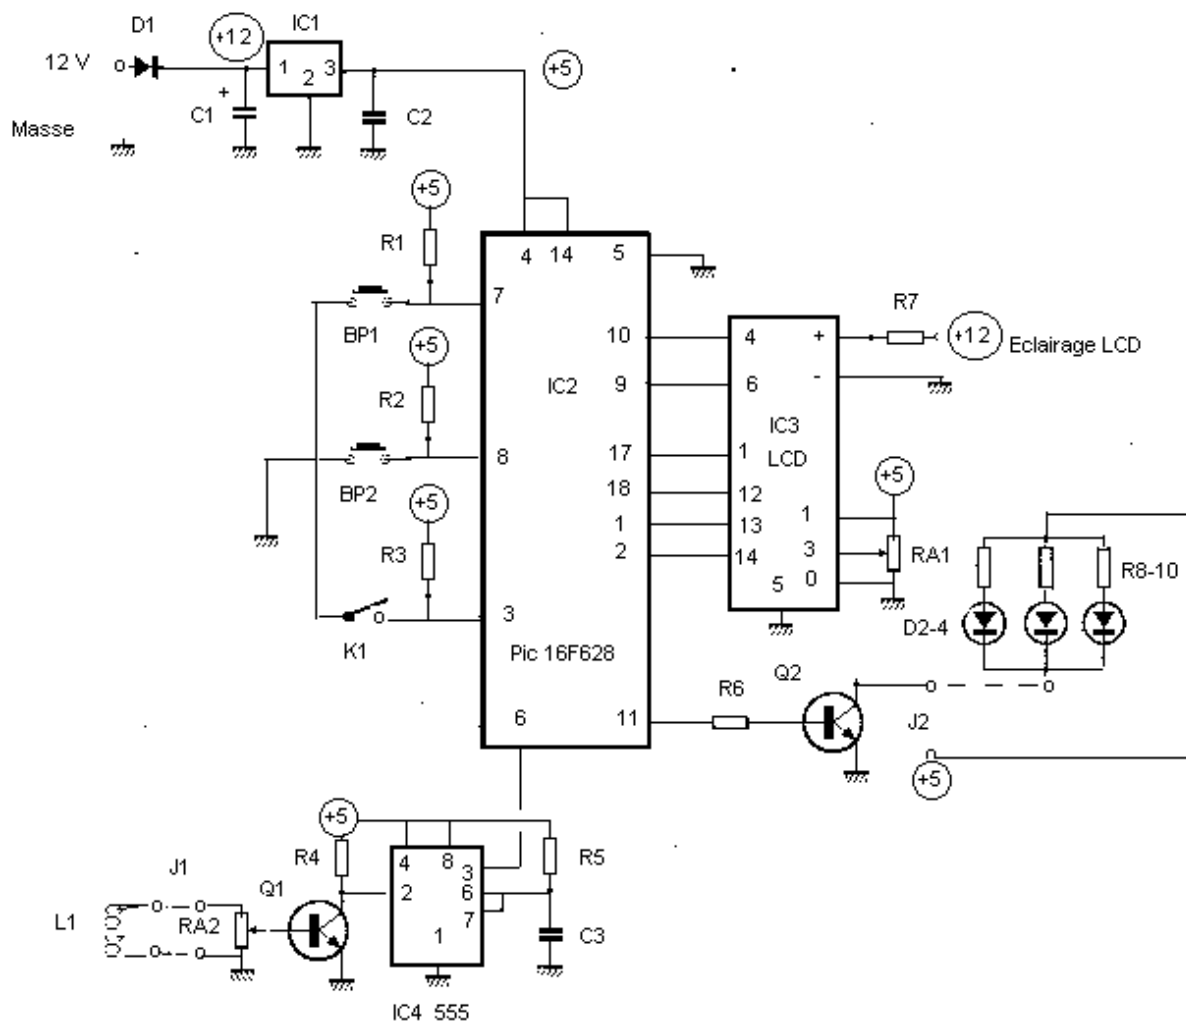 D1
+12
IC1
12 V
1
2
3
+5
+
C1
C2
Masse
+5
R1
4
14
5
7
BP1
+5
10
4
+
R7
+12
Eclairage LCD
R2
IC2
9
6
-
IC3
LCD
8
17
1
BP2
18
12
+5
+5
1
13
1
R3
2
14
3
RA1
R8-10
5
0
3
D2-4
K1
Pic 16F628
Q2
6
11
R6
J2
+5
+5
R4
4
8
3
R5
J1
Q1
2
6
L1
RA2
7
1
C3
IC4 555